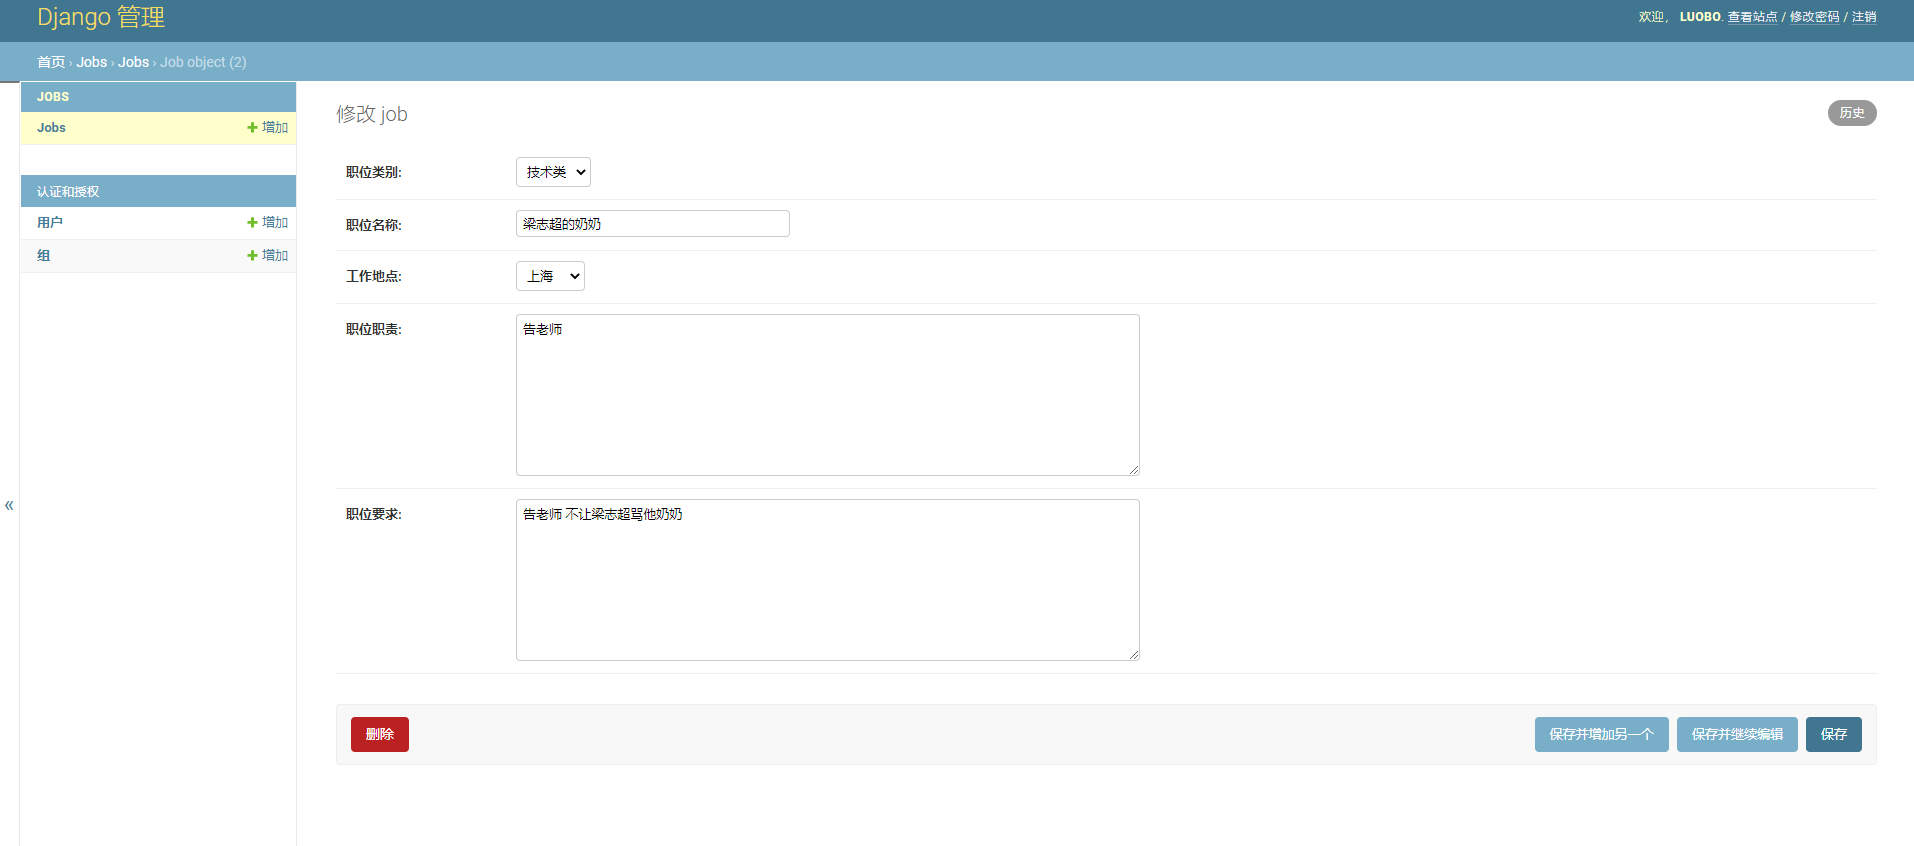 Django 管理
欢迎， LUOBO. 查看站点 / 修改密码 / 注销
首页 › Jobs › Jobs › Job object (2)
JOBS
Jobs 增加
认证和授权
用户 增加
组 增加
«
修改 job
历史
职位类别: 技术类
职位名称: 梁志超的奶奶
工作地点: 上海
职位职责: 告老师
职位要求: 告老师 不让梁志超骂他奶奶
删除 保存并增加另一个 保存并继续编辑 保存